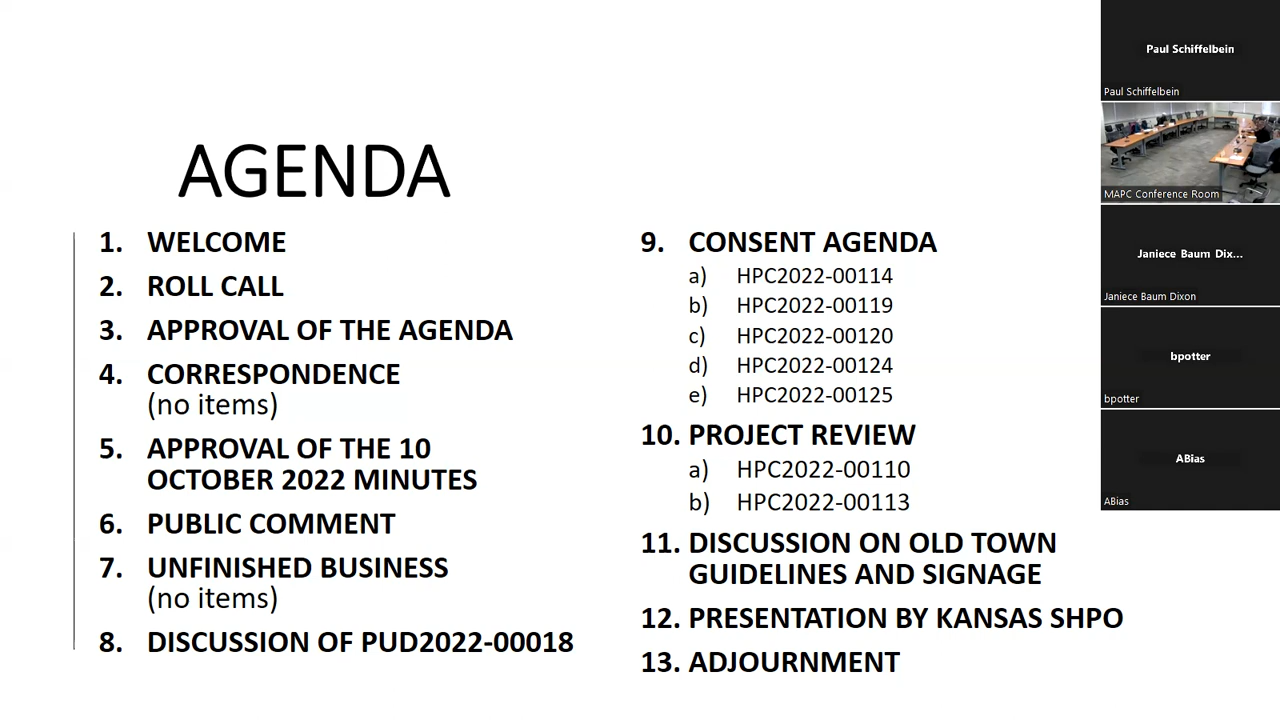 AGENDA
1. WELCOME
2. ROLL CALL
3. APPROVAL OF THE AGENDA
4. CORRESPONDENCE
(no items)
5. APPROVAL OF THE 10
OCTOBER 2022 MINUTES
6. PUBLIC COMMENT
7. UNFINISHED BUSINESS
(no items)
8. DISCUSSION OF PUD2022-00018
9. CONSENT AGENDA
a) HPC2022-00114
b) HPC2022-00119
c) HPC2022-00120
d) HPC2022-00124
e) HPC2022-00125
10. PROJECT REVIEW
a) HPC2022-00110
b) HPC2022-00113
11. DISCUSSION ON OLD TOWN
GUIDELINES AND SIGNAGE
12. PRESENTATION BY KANSAS SHPO
13. ADJOURNMENT
Paul Schiffelbein
Paul Schiffelbein
MAPC Conference Room
Janiece Baum Dix...
Janiece Baum Dixon
bpotter
bpotter
ABias
ABias